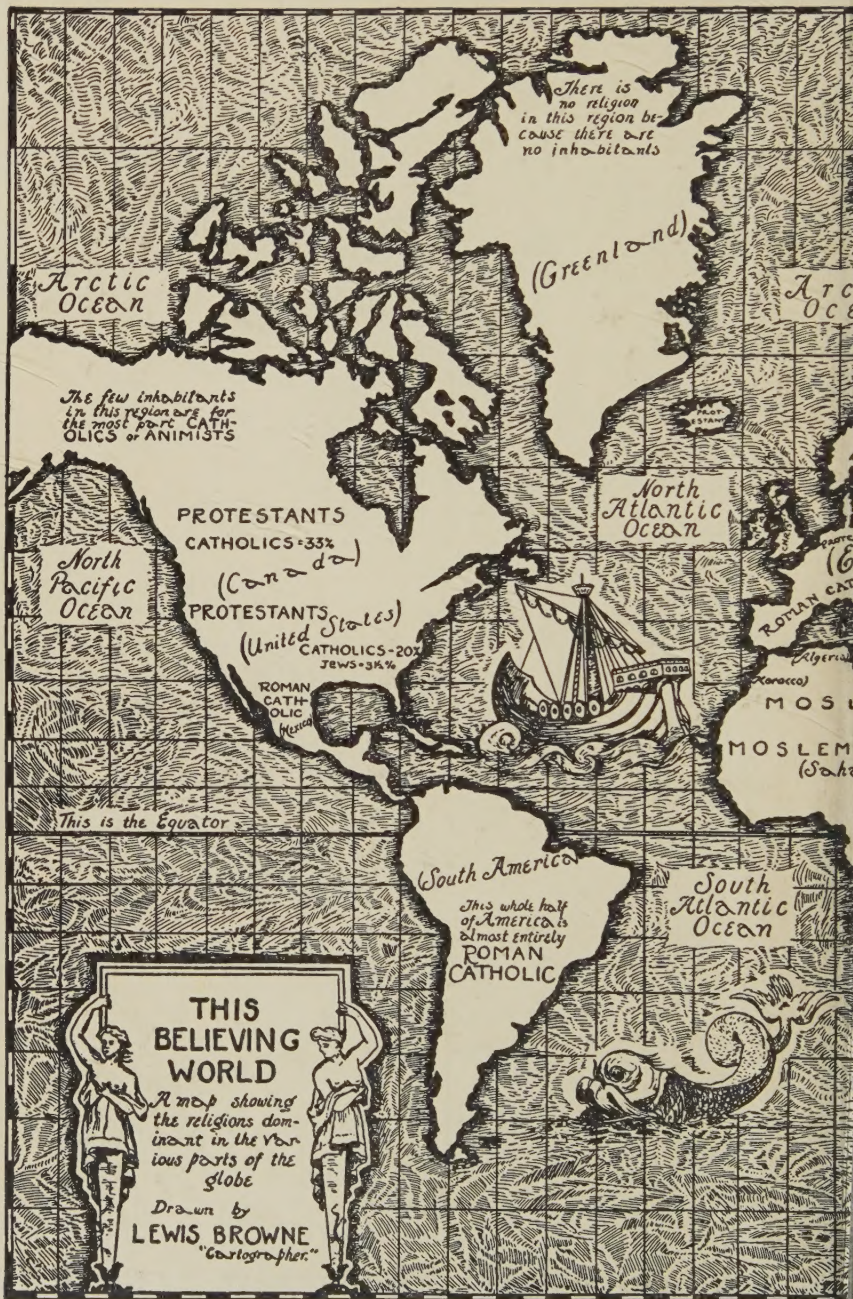 There is
no religion
in this region be-
cause there are
no inhabitants
(Greenland)
Arctic
Ocean
Arc
Oce
The few inhabitants
in this region are for
the most part CATH-
OLICS or ANIMISTS
PROT-
ESTANT
North
Atlantic
Ocean
PROTESTANTS
CATHOLICS=33%
(Canada)
North
Pacific
Ocean
PROTESTANTS
(United States)
CATHOLICS-20%
JEWS=3½%
PROTE
(E
ROMAN CAT
Algeria
Morocco)
MOSL
MOSLEM
(Saha
ROMAN
CATH-
OLIC
Mexico)
This is the Equator
(South America
This whole half
of America is
almost entirely
ROMAN
CATHOLIC
South
Atlantic
Ocean
THIS
BELIEVING
WORLD
A map showing
the religions dom-
inant in the var-
ious parts of the
globe
Drawn by
LEWIS BROWNE
"Cartographer."